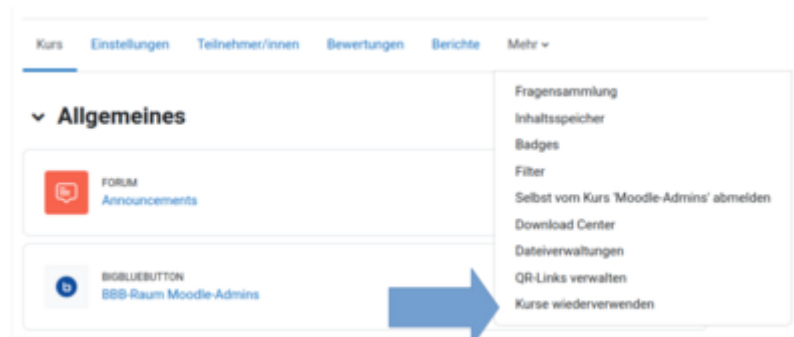 Kurs Einstellungen Teilnehmer/innen Bewertungen Berichte Mehr
Allgemeines
FORUM
Announcements
BIGBLUEBUTTON
BBB-Raum Moodle-Admins
Fragensammlung
Inhaltsspeicher
Badges
Filter
Selbst vom Kurs 'Moodle-Admins' abmelden
Download Center
Dateiverwaltungen
QR-Links verwalten
Kurse wiederverwenden